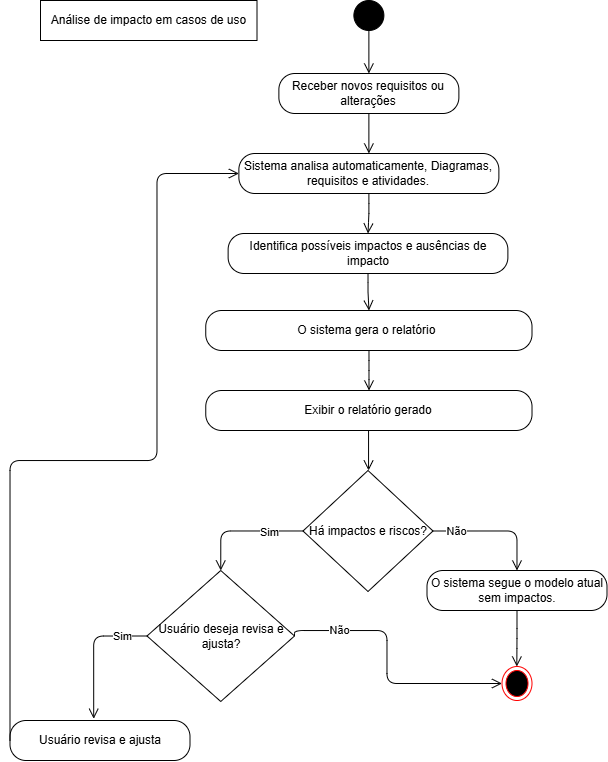 Análise de impacto em casos de uso
Receber novos requisitos ou
alterações
Sistema analisa automaticamente, Diagramas,
requisitos e atividades.
Identifica possíveis impactos e ausências de
impacto
O sistema gera o relatório
Exibir o relatório gerado
Há impactos e riscos?
Sim
Não
O sistema segue o modelo atual
sem impactos.
Usuário deseja revisa e
ajusta?
Sim
Não
Usuário revisa e ajusta